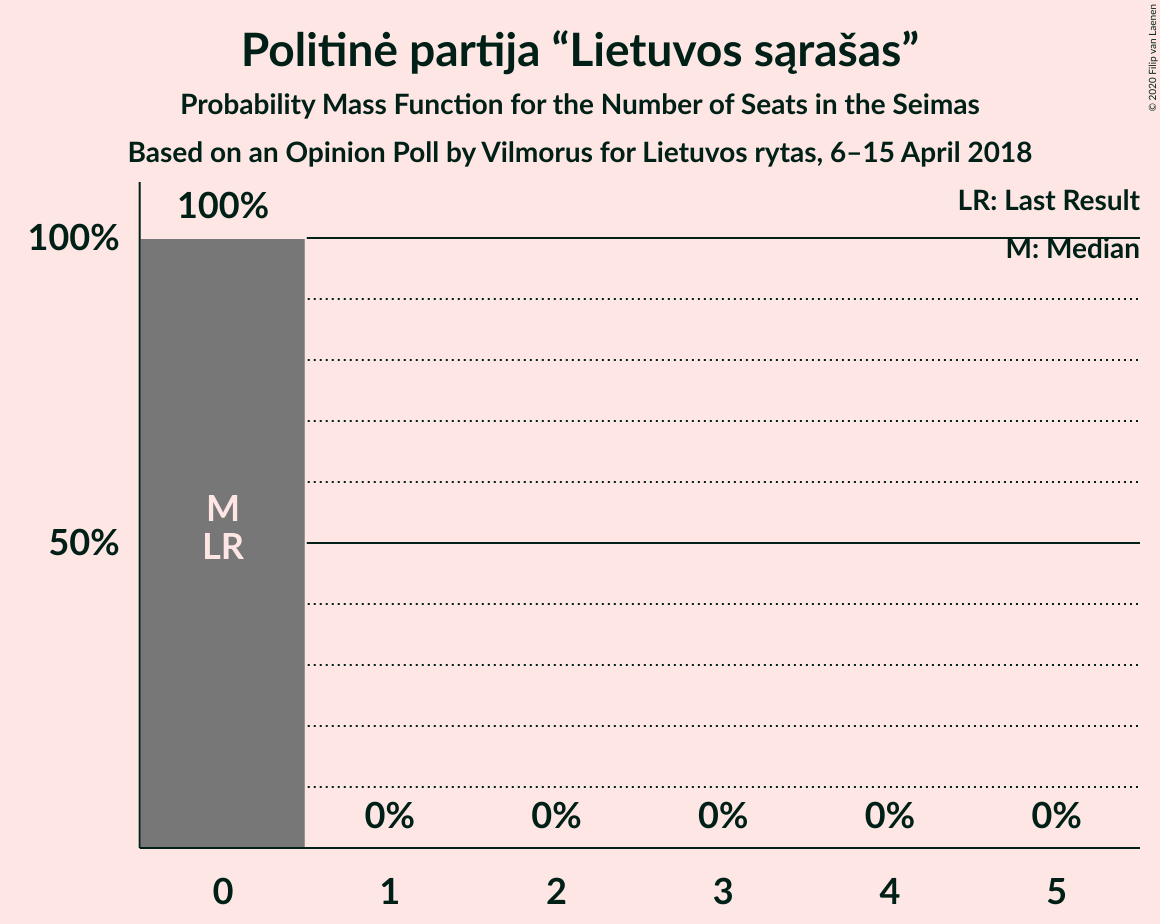 Politinė partija “Lietuvos sąrašas”
Probability Mass Function for the Number of Seats in the Seimas
Based on an Opinion Poll by Vilmorus for Lietuvos rytas, 6–15 April 2018
© 2020 Filip van Laenen
LR: Last Result
M: Median
100%
100%
50%
M
LR
0% 0% 0% 0% 0%
0 1 2 3 4 5